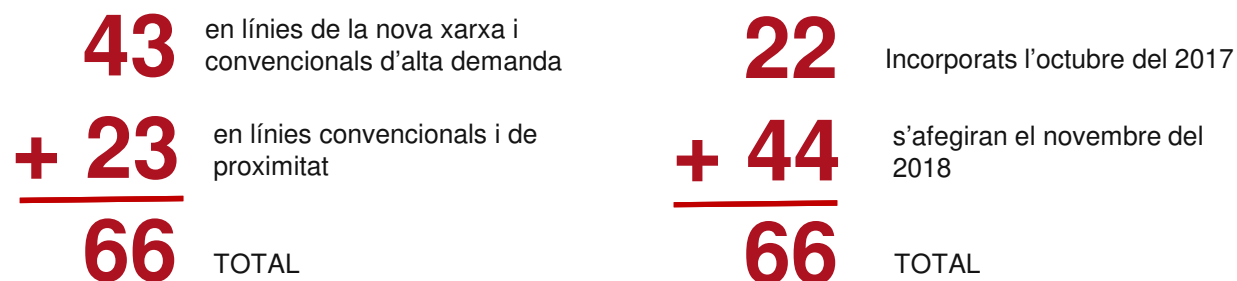 43 en línies de la nova xarxa i
convencionals d'alta demanda
+ 23 en línies convencionals i de
proximitat
66 TOTAL
22 Incorporats l'octubre del 2017
+ 44 s'afegiran el novembre del
2018
66 TOTAL